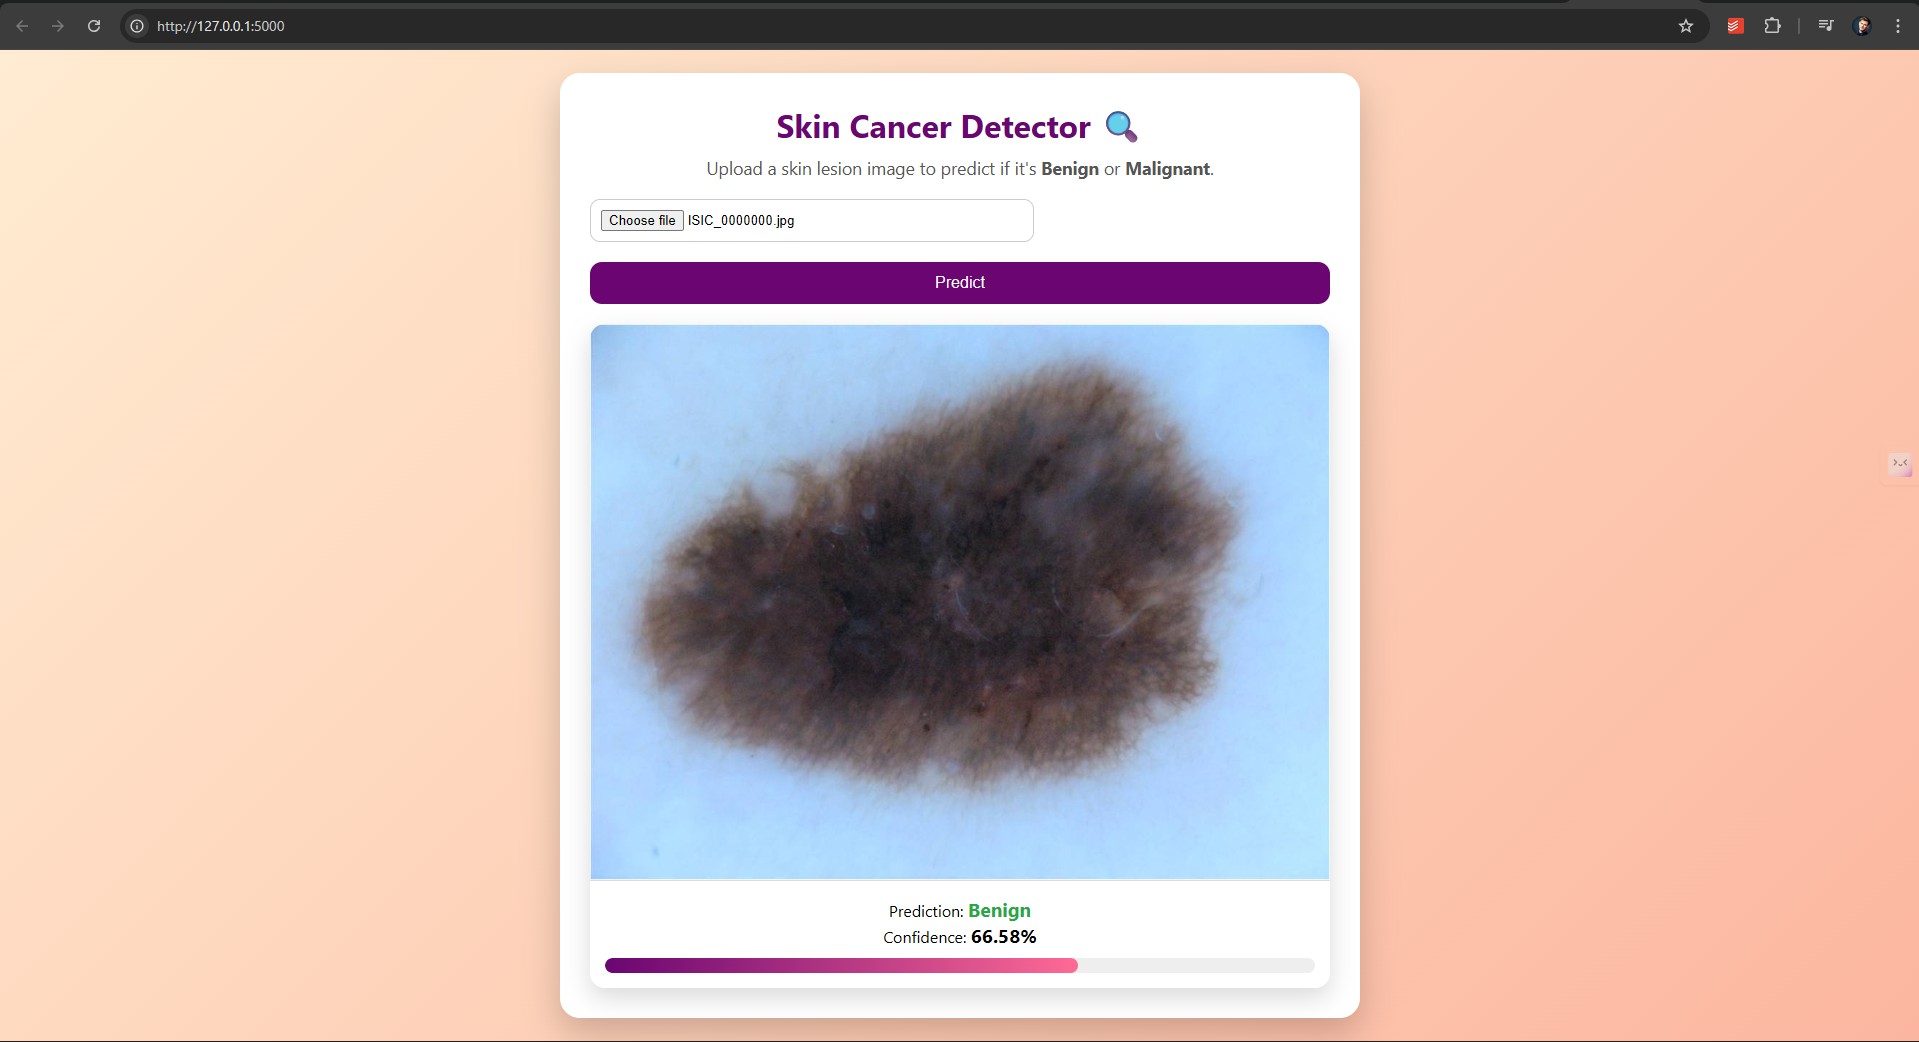 http://127.0.0.1:5000
Skin Cancer Detector
Upload a skin lesion image to predict if it's Benign or Malignant.
Choose file ISIC_0000000.jpg
Predict
Prediction: Benign
Confidence: 66.58%